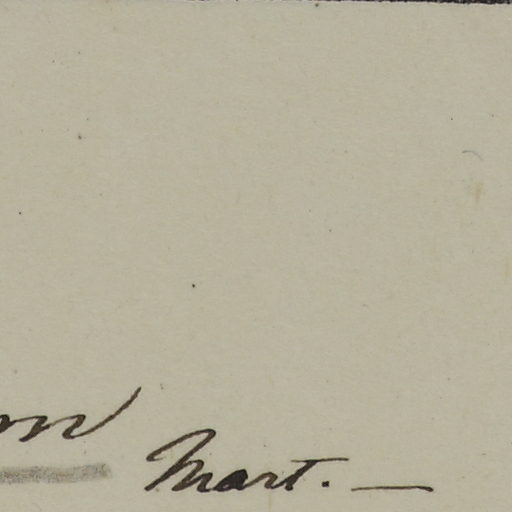 Mart. —